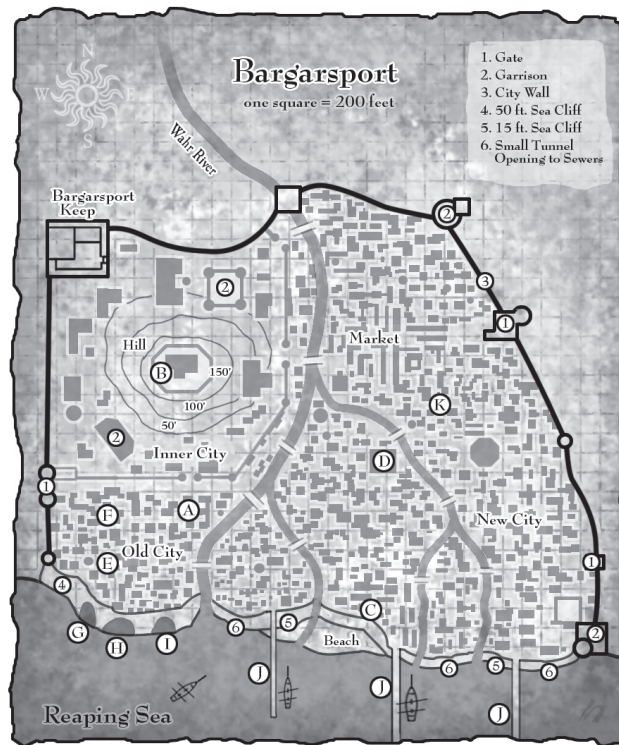 Bargarsport
one square = 200 feet
N
W E
S
1. Gate
2. Garrison
3. City Wall
4. 50 ft. Sea Cliff
5. 15 ft. Sea Cliff
6. Small Tunnel
Opening to Sewers
Wahr River
Bargarsport
Keep
2
2
3
1
Market
Hill
B
150'
100'
50'
K
2
Inner City
D
1
A
F
New City
Old City
E
1
4
C
G
H
I
6
5
Beach
2
6
5
6
J
J
J
Reaping Sea